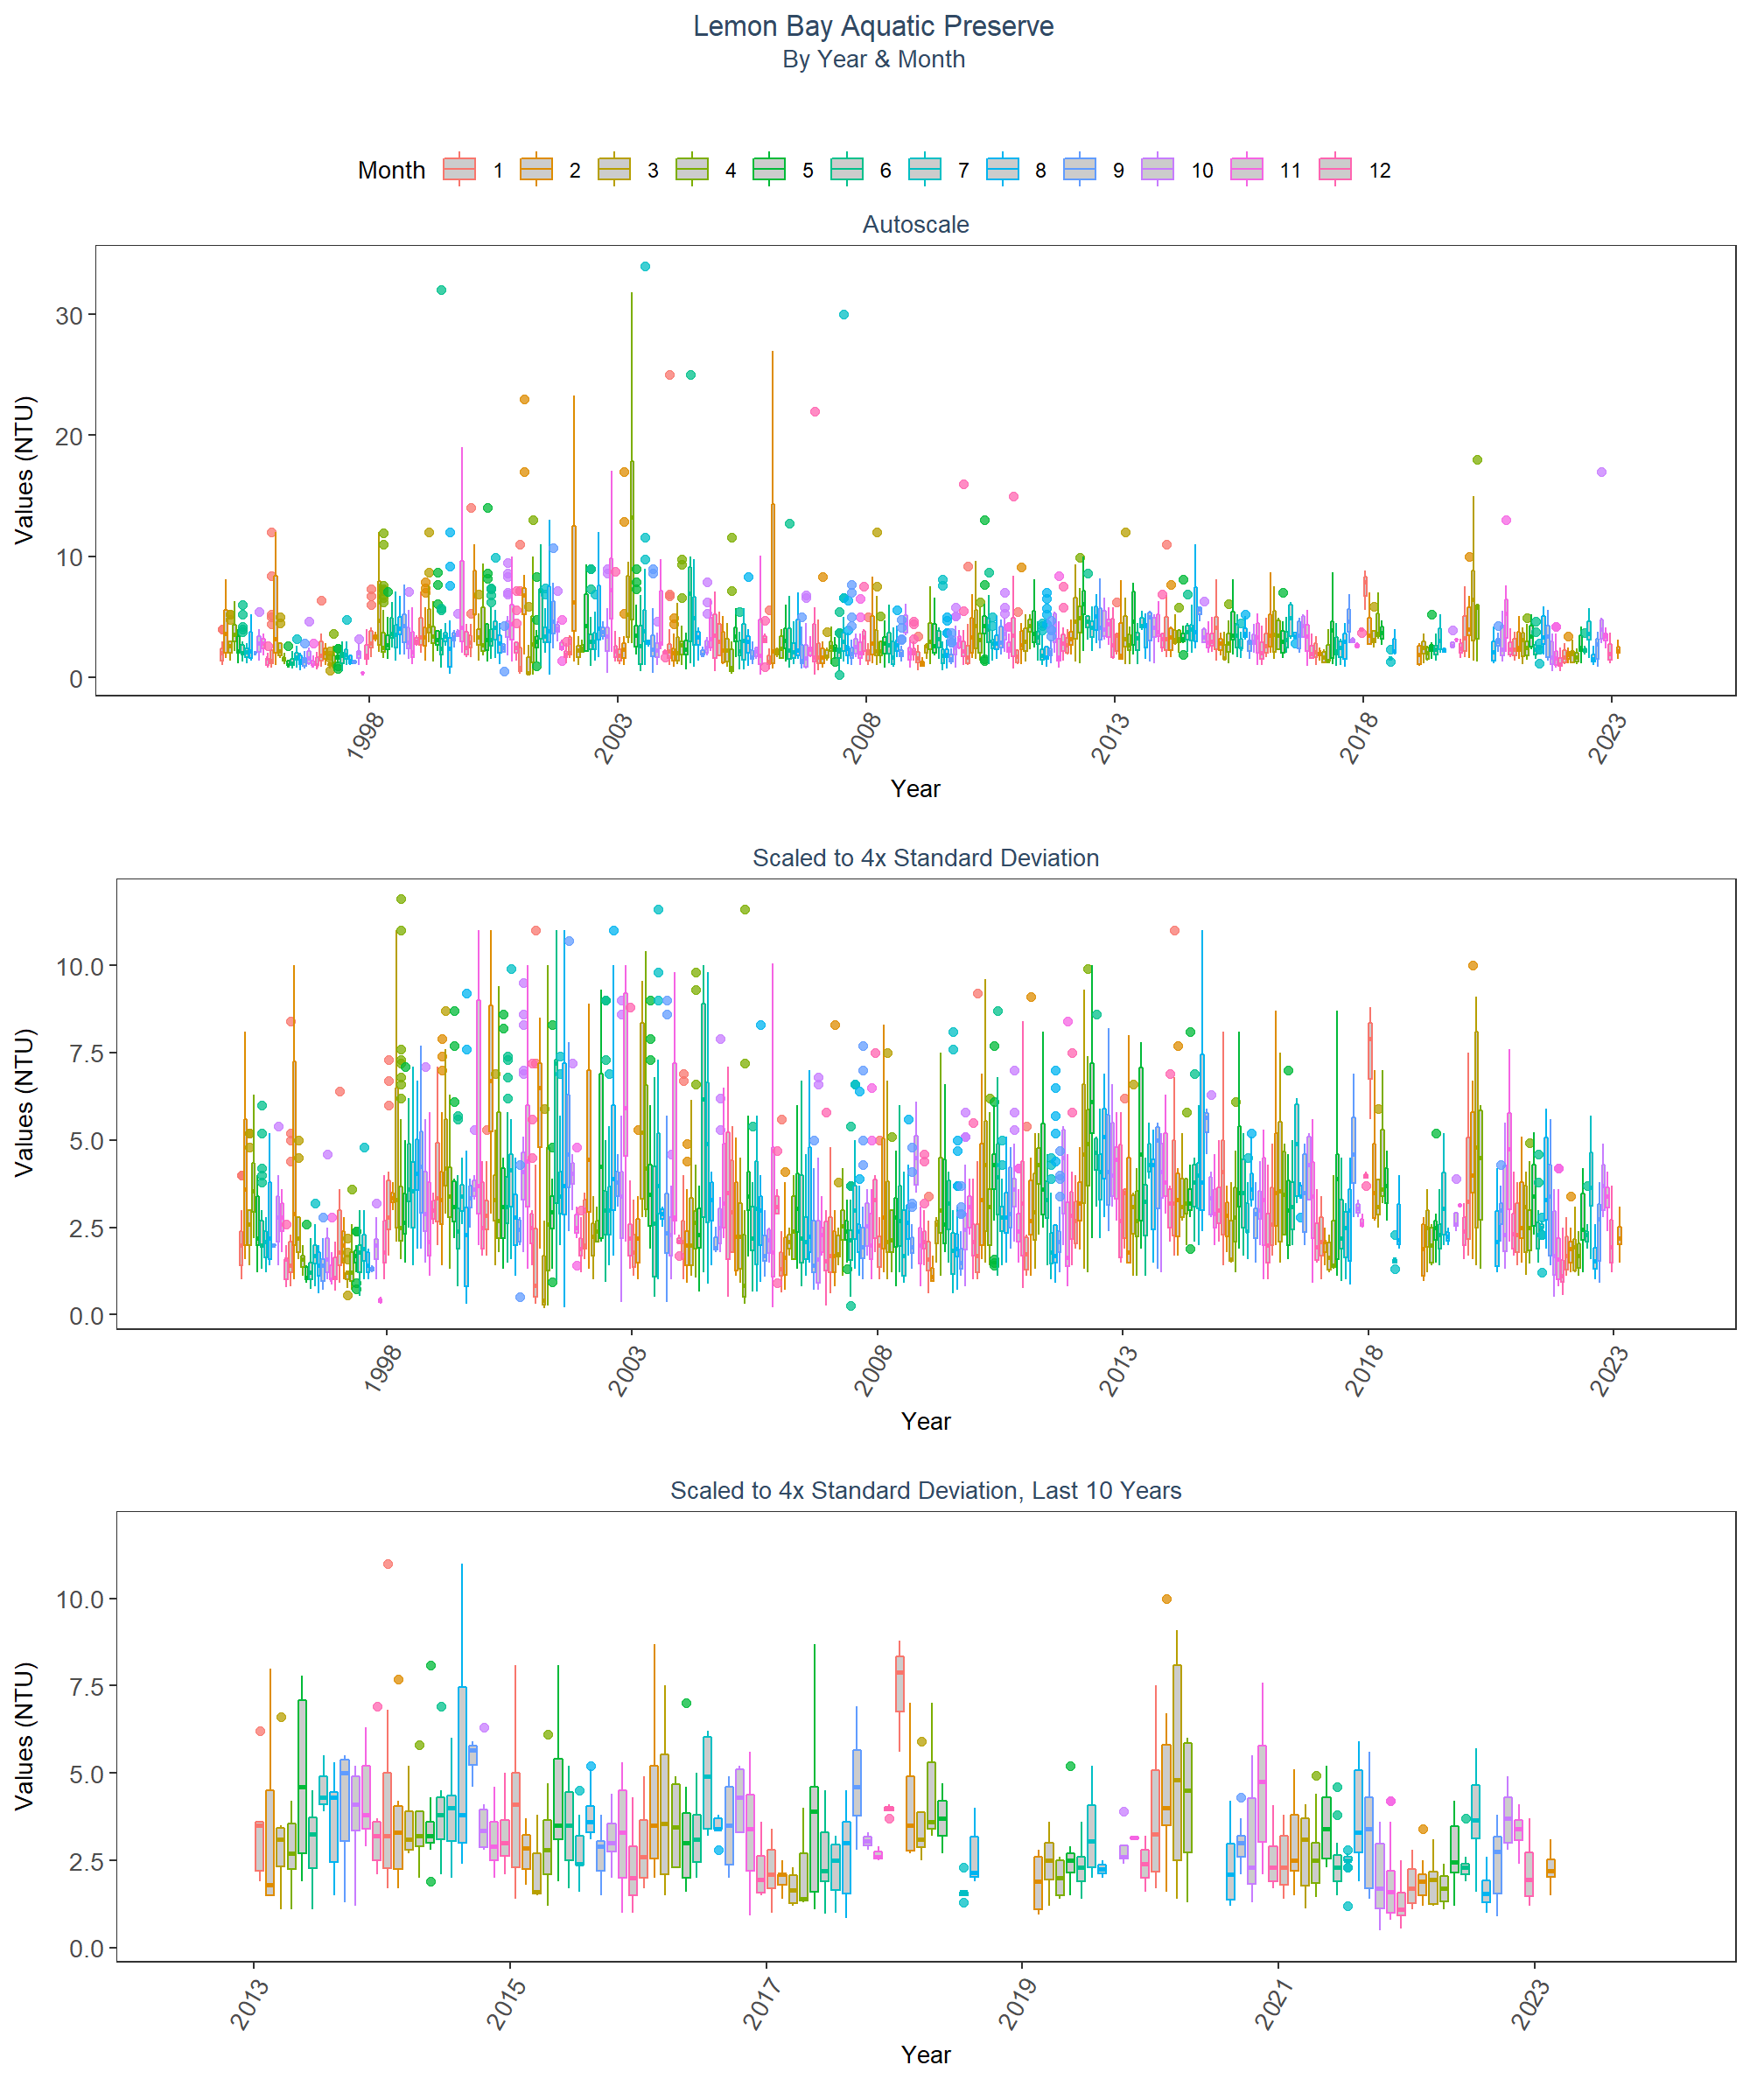 Lemon Bay Aquatic Preserve
By Year & Month
Month 1 2 3 4 5 6 7 8 9 10 11 12
Autoscale
30
20
10
0
Values (NTU)
1998 2003 2008 2013 2018 2023
Year
Scaled to 4x Standard Deviation
10.0
7.5
5.0
2.5
0.0
Values (NTU)
1998 2003 2008 2013 2018 2023
Year
Scaled to 4x Standard Deviation, Last 10 Years
10.0
7.5
5.0
2.5
0.0
Values (NTU)
2013 2015 2017 2019 2021 2023
Year